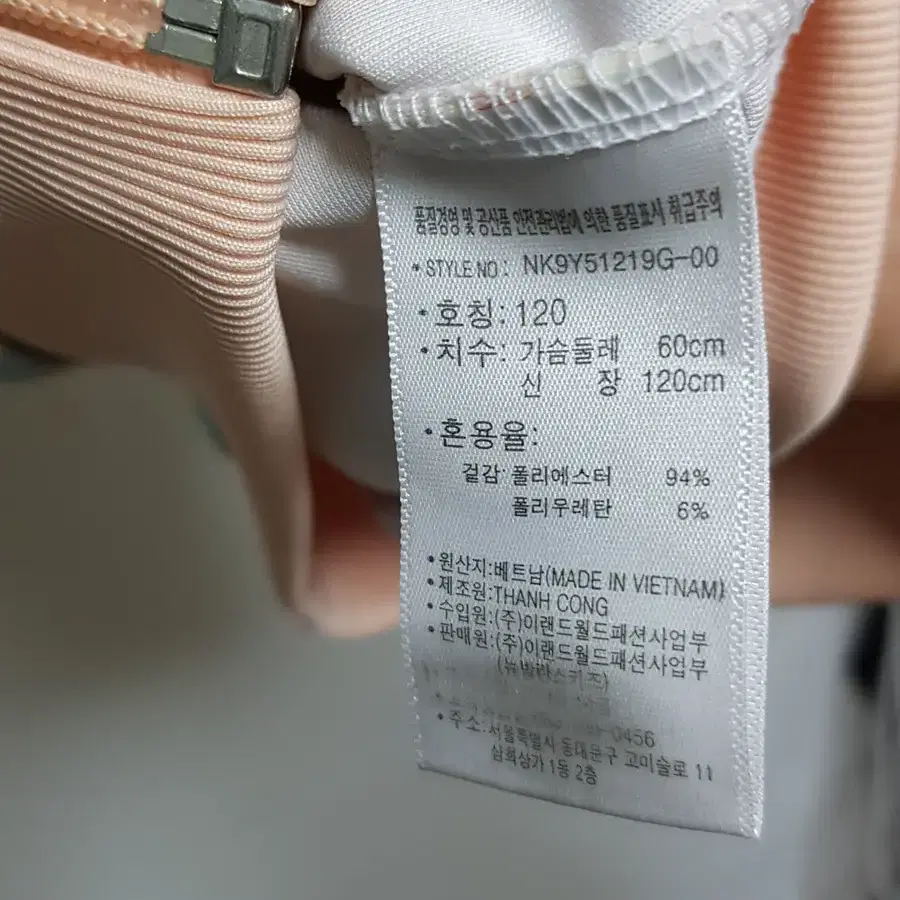 품질경영 및 공산품 안전관리법에 의한 품질표시 취급주의
• STYLE.NO : NK9Y51219G-00
• 호칭: 120
• 치수: 가슴둘레 60cm
신 장 120cm
• 혼용율:
겉감: 폴리에스터 94%
폴리우레탄 6%
• 원산지:베트남(MADE IN VIETNAM)
• 제조원:THANH CONG
• 수입원:(주)이랜드월드패션사업부
• 판매원:(주)이랜드월드패션사업부
(뉴발란스키즈)
-0456
• 주소:서울특별시 동대문구 고미술로 11
삼희상가 1동 2층